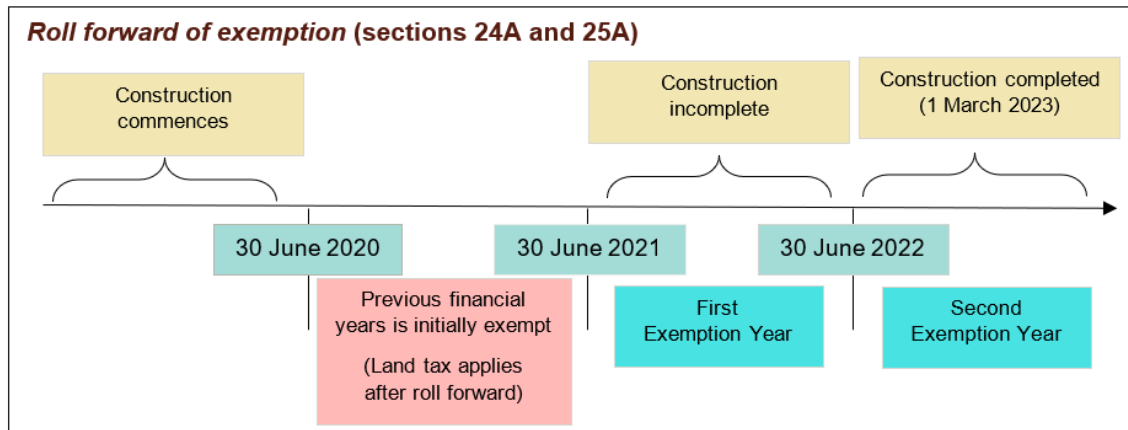 Roll forward of exemption (sections 24A and 25A)
Construction
commences
Construction
incomplete
Construction completed
(1 March 2023)
30 June 2020
30 June 2021
30 June 2022
Previous financial
years is initially exempt
(Land tax applies
after roll forward)
First
Exemption Year
Second
Exemption Year